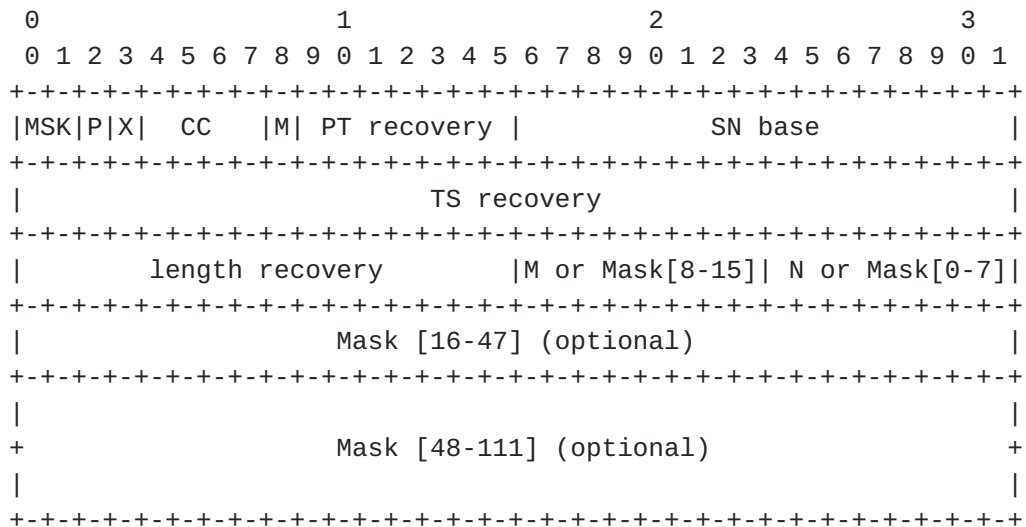 0                   1                   2                   3
 0 1 2 3 4 5 6 7 8 9 0 1 2 3 4 5 6 7 8 9 0 1 2 3 4 5 6 7 8 9 0 1
+-+-+-+-+-+-+-+-+-+-+-+-+-+-+-+-+-+-+-+-+-+-+-+-+-+-+-+-+-+-+-+-+
|MSK|P|X|  CC   |M| PT recovery |            SN base            |
+-+-+-+-+-+-+-+-+-+-+-+-+-+-+-+-+-+-+-+-+-+-+-+-+-+-+-+-+-+-+-+-+
|                          TS recovery                          |
+-+-+-+-+-+-+-+-+-+-+-+-+-+-+-+-+-+-+-+-+-+-+-+-+-+-+-+-+-+-+-+-+
|        length recovery        |M or Mask[8-15]| N or Mask[0-7]|
+-+-+-+-+-+-+-+-+-+-+-+-+-+-+-+-+-+-+-+-+-+-+-+-+-+-+-+-+-+-+-+-+
|                    Mask [16-47] (optional)                    |
+-+-+-+-+-+-+-+-+-+-+-+-+-+-+-+-+-+-+-+-+-+-+-+-+-+-+-+-+-+-+-+-+
|                                                               |
+                    Mask [48-111] (optional)                   +
|                                                               |
+-+-+-+-+-+-+-+-+-+-+-+-+-+-+-+-+-+-+-+-+-+-+-+-+-+-+-+-+-+-+-+-+